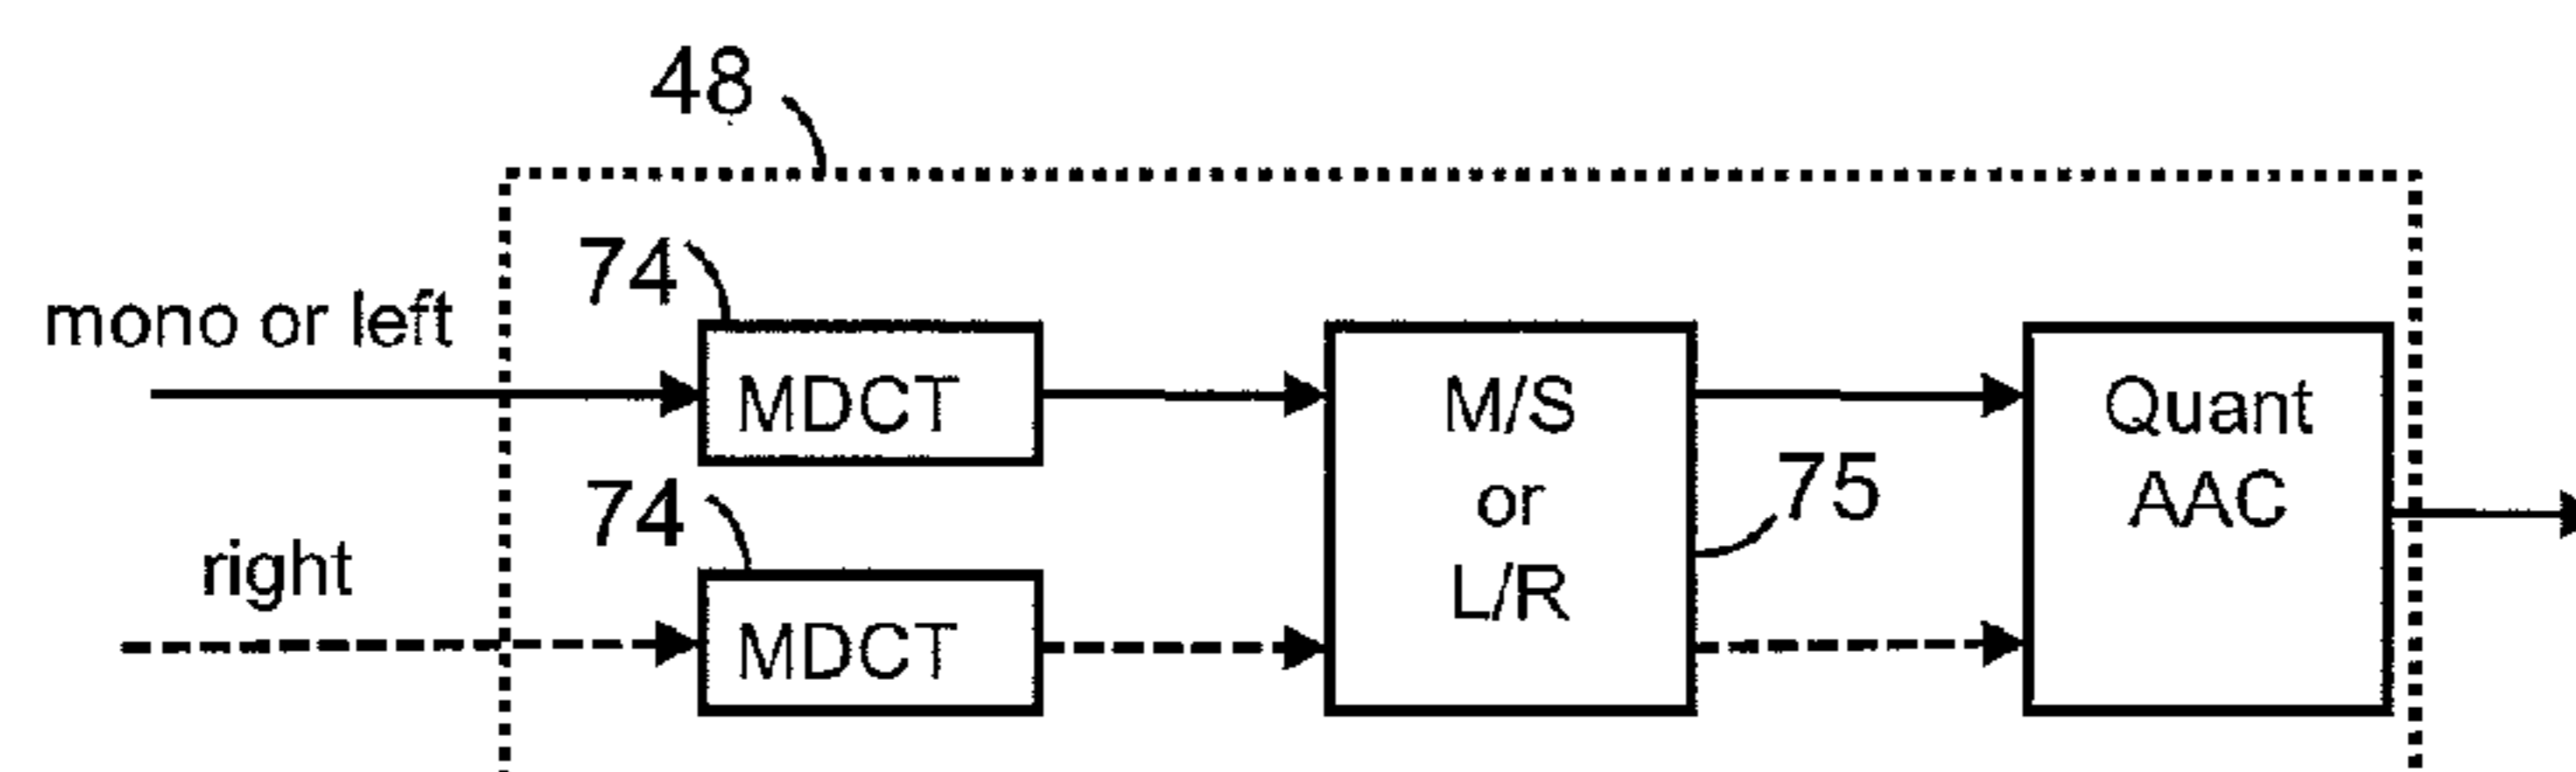 48
74
mono or left
MDCT
M/S
or
L/R
75
Quant
AAC
74
right
MDCT